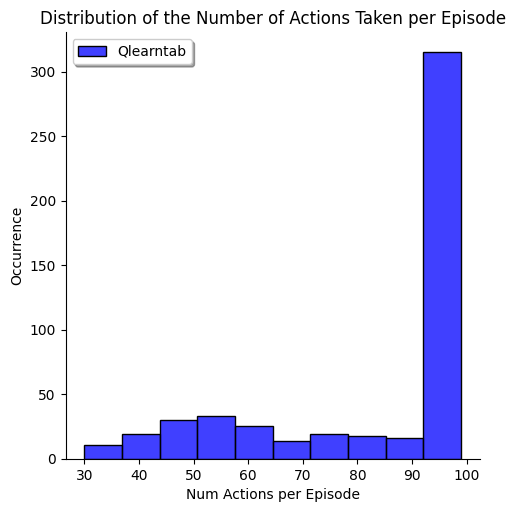 Distribution of the Number of Actions Taken per Episode
Qlearntab
300
250
200
150
100
50
0
Occurrence
30 40 50 60 70 80 90 100
Num Actions per Episode